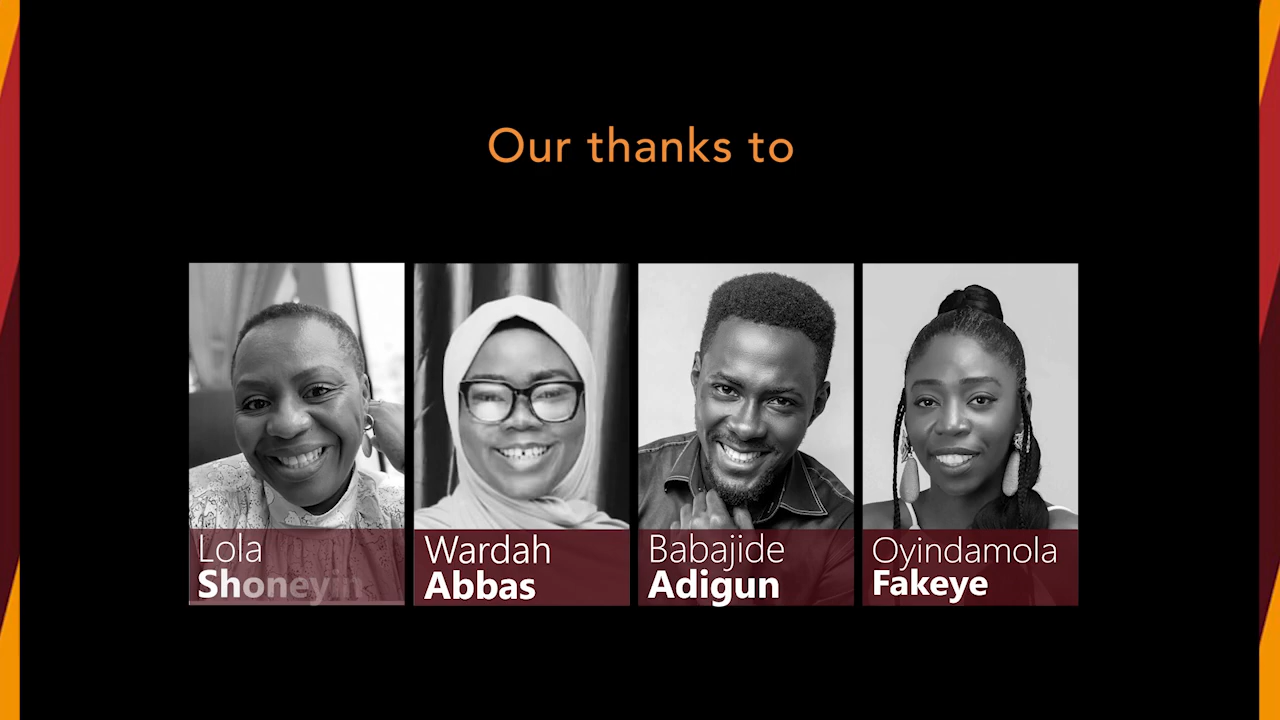 Our thanks to
Lola
Shoneyin
Wardah
Abbas
Babajide
Adigun
Oyindamola
Fakeye